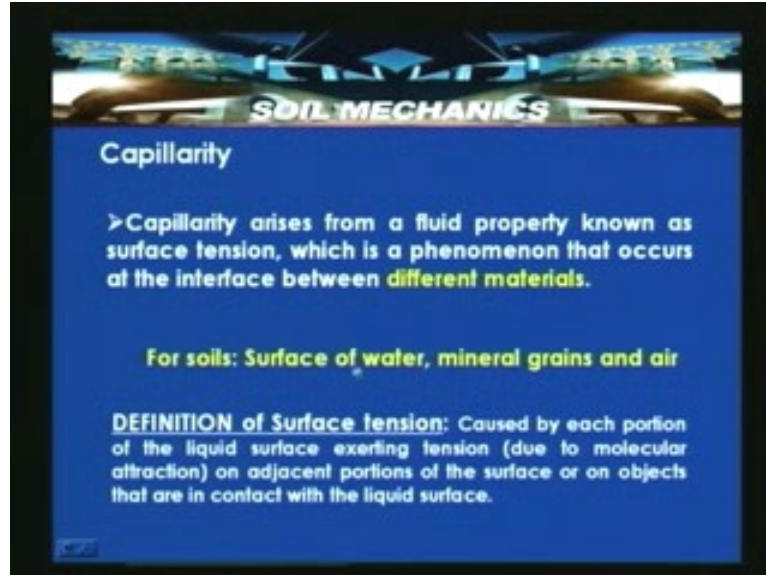 SOIL MECHANICS
Capillarity
➢Capillarity arises from a fluid property known as
surface tension, which is a phenomenon that occurs
at the interface between different materials.
For soils: Surface of water, mineral grains and air
DEFINITION of Surface tension: Caused by each portion
of the liquid surface exerting tension (due to molecular
attraction) on adjacent portions of the surface or on objects
that are in contact with the liquid surface.